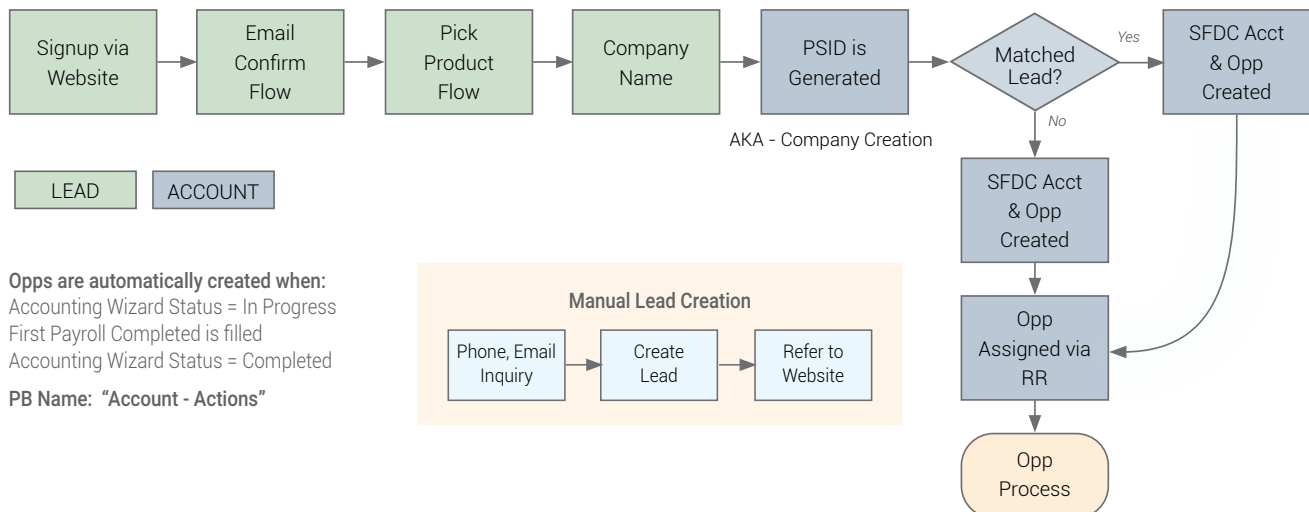 Signup via
Website
Email
Confirm
Flow
Pick
Product
Flow
Company
Name
PSID is
Generated
AKA - Company Creation
Matched
Lead?
Yes
SFDC Acct
& Opp
Created
No
SFDC Acct
& Opp
Created
Opp
Assigned via
RR
Opp
Process
LEAD
ACCOUNT
Opps are automatically created when:
Accounting Wizard Status = In Progress
First Payroll Completed is filled
Accounting Wizard Status = Completed
PB Name: “Account - Actions”
Manual Lead Creation
Phone, Email
Inquiry
Create
Lead
Refer to
Website